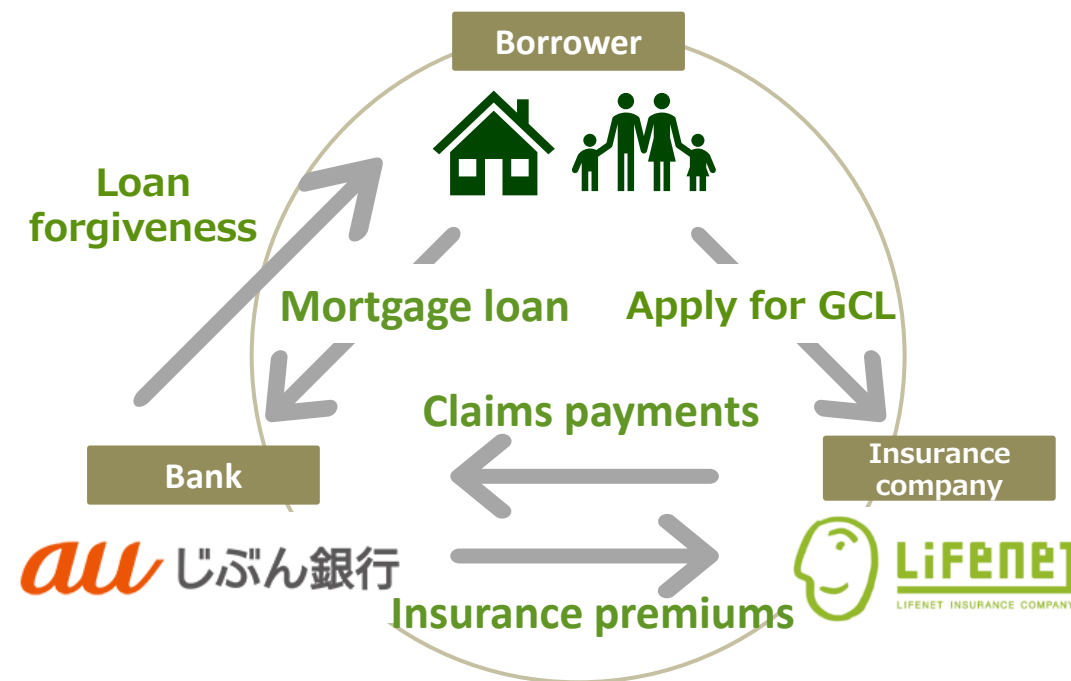 Borrower
Loan
forgiveness
Mortgage loan
Apply for GCL
Claims payments
Bank
Insurance
company
au じぶん銀行
LIFENET
LIFENET INSURANCE COMPANY
Insurance premiums